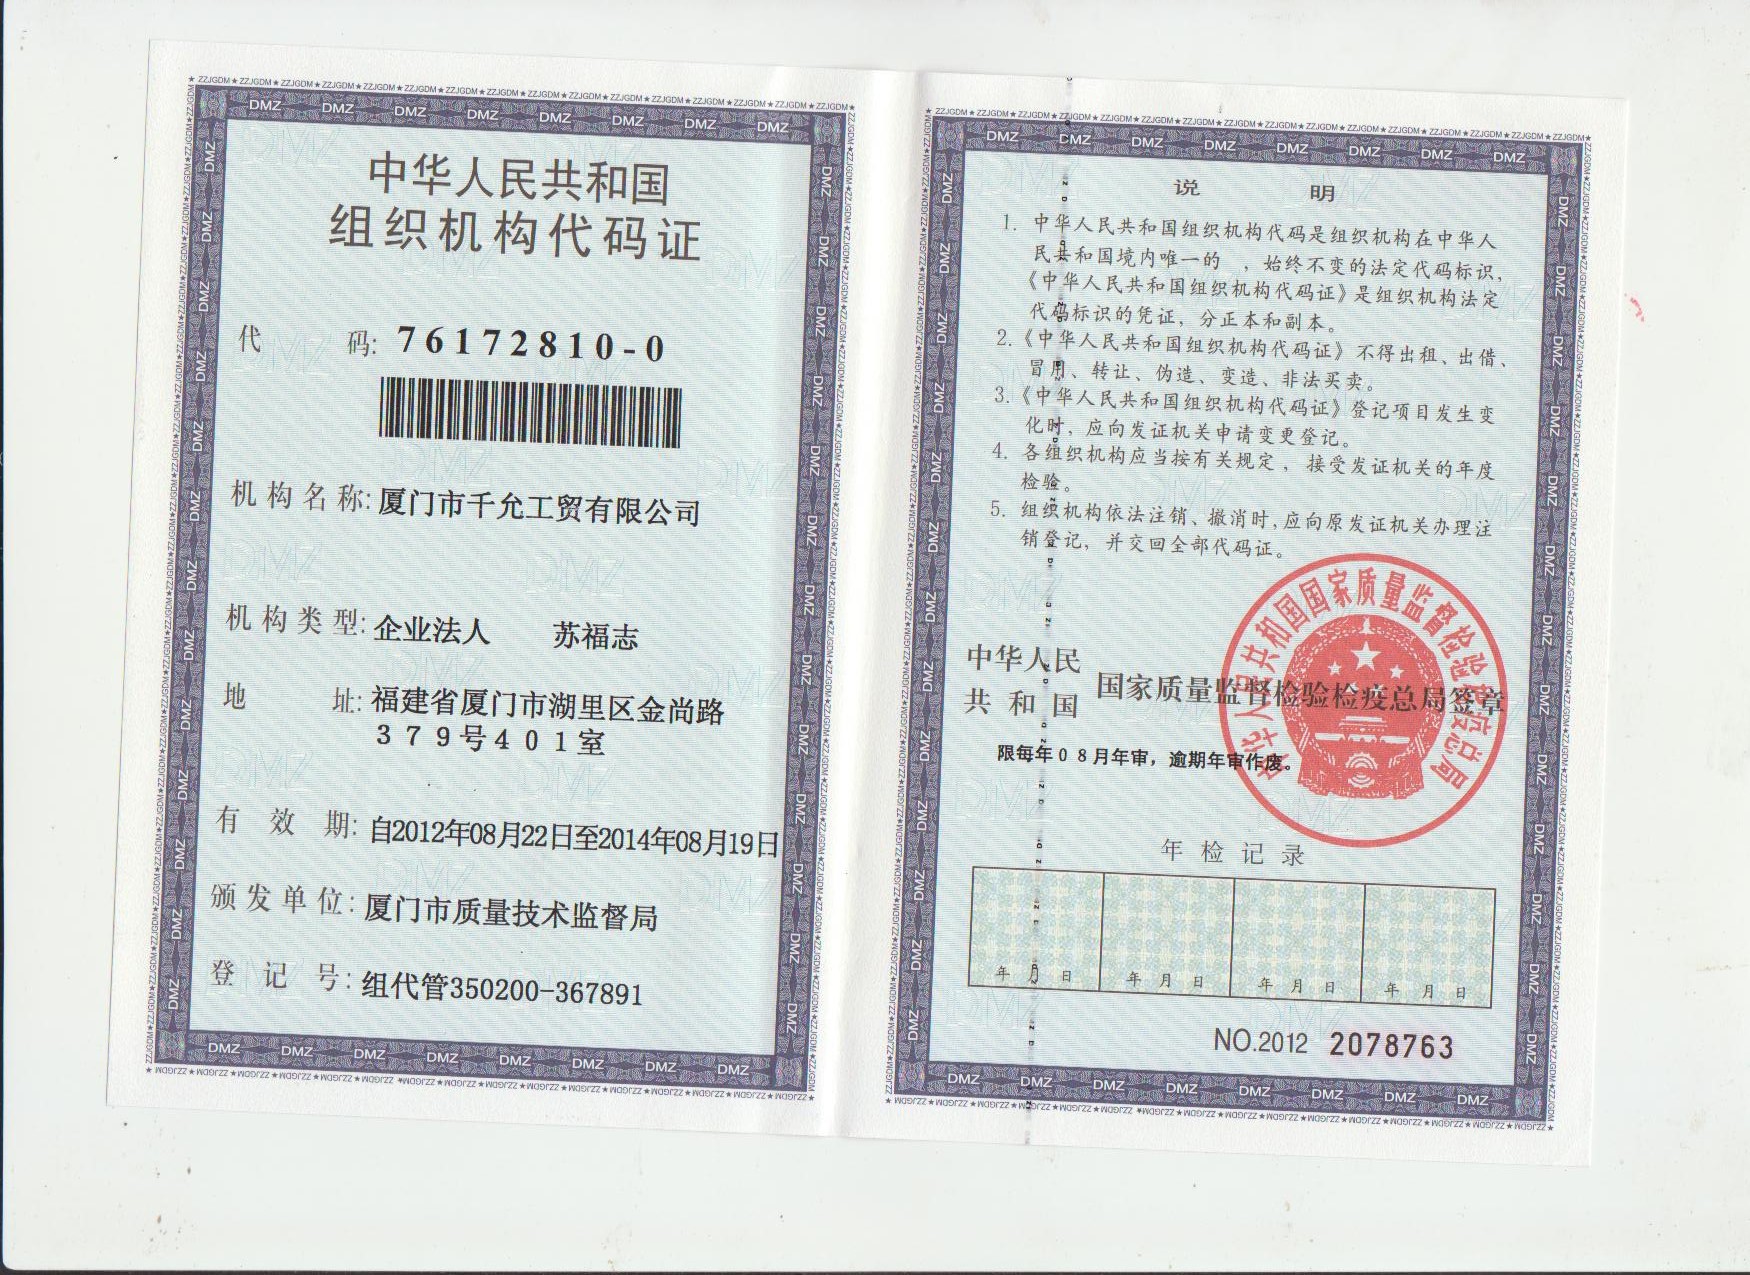 中华人民共和国
组织机构代码证
代 码: 76172810-0
机构名称: 厦门市千允工贸有限公司
机构类型: 企业法人 苏福志
地 址: 福建省厦门市湖里区金尚路
379号401室
有 效 期: 自2012年08月22日至2014年08月19日
颁发单位: 厦门市质量技术监督局
登 记 号: 组代管350200-367891
说 明
1. 中华人民共和国组织机构代码是组织机构在中华人
民共和国境内唯一的 ,始终不变的法定代码标识,
《中华人民共和国组织机构代码证》是组织机构法定
代码标识的凭证,分正本和副本。
2.《中华人民共和国组织机构代码证》不得出租、出借、
冒用、转让、伪造、变造、非法买卖。
3.《中华人民共和国组织机构代码证》登记项目发生变
化时,应向发证机关申请变更登记。
4. 各组织机构应当按有关规定,接受发证机关的年度
检验。
5. 组织机构依法注销、撤消时,应向原发证机关办理注
销登记,并交回全部代码证。
中华人民
共和国 国家质量监督检验检疫总局签章
中华人民共和国国家质量监督检验检疫总局
限每年08月年审,逾期年审作废。
年检记录
年 月 日 年 月 日 年 月 日 年 月 日
NO.2012 2078763